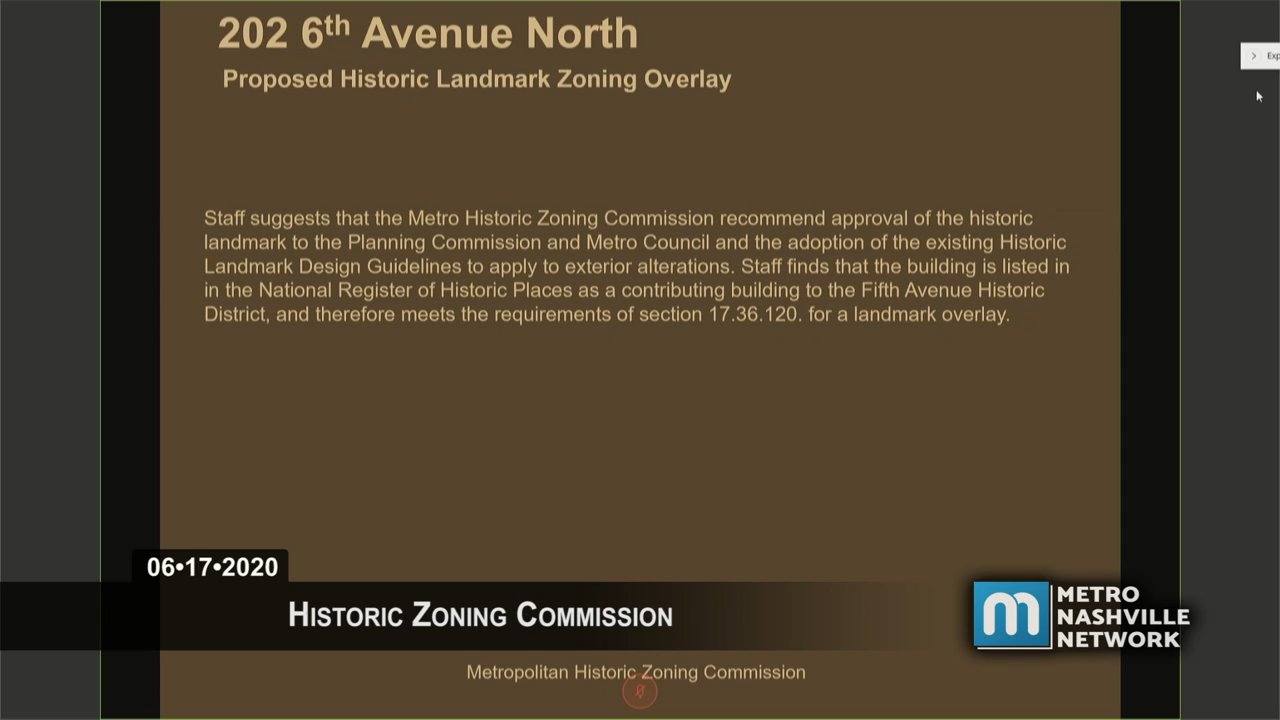 202 6th Avenue North
Proposed Historic Landmark Zoning Overlay
Exp
Staff suggests that the Metro Historic Zoning Commission recommend approval of the historic
landmark to the Planning Commission and Metro Council and the adoption of the existing Historic
Landmark Design Guidelines to apply to exterior alterations. Staff finds that the building is listed in
in the National Register of Historic Places as a contributing building to the Fifth Avenue Historic
District, and therefore meets the requirements of section 17.36.120. for a landmark overlay.
06•17•2020
Historic Zoning Commission
m
METRO
NASHVILLE
NETWORK
Metropolitan Historic Zoning Commission